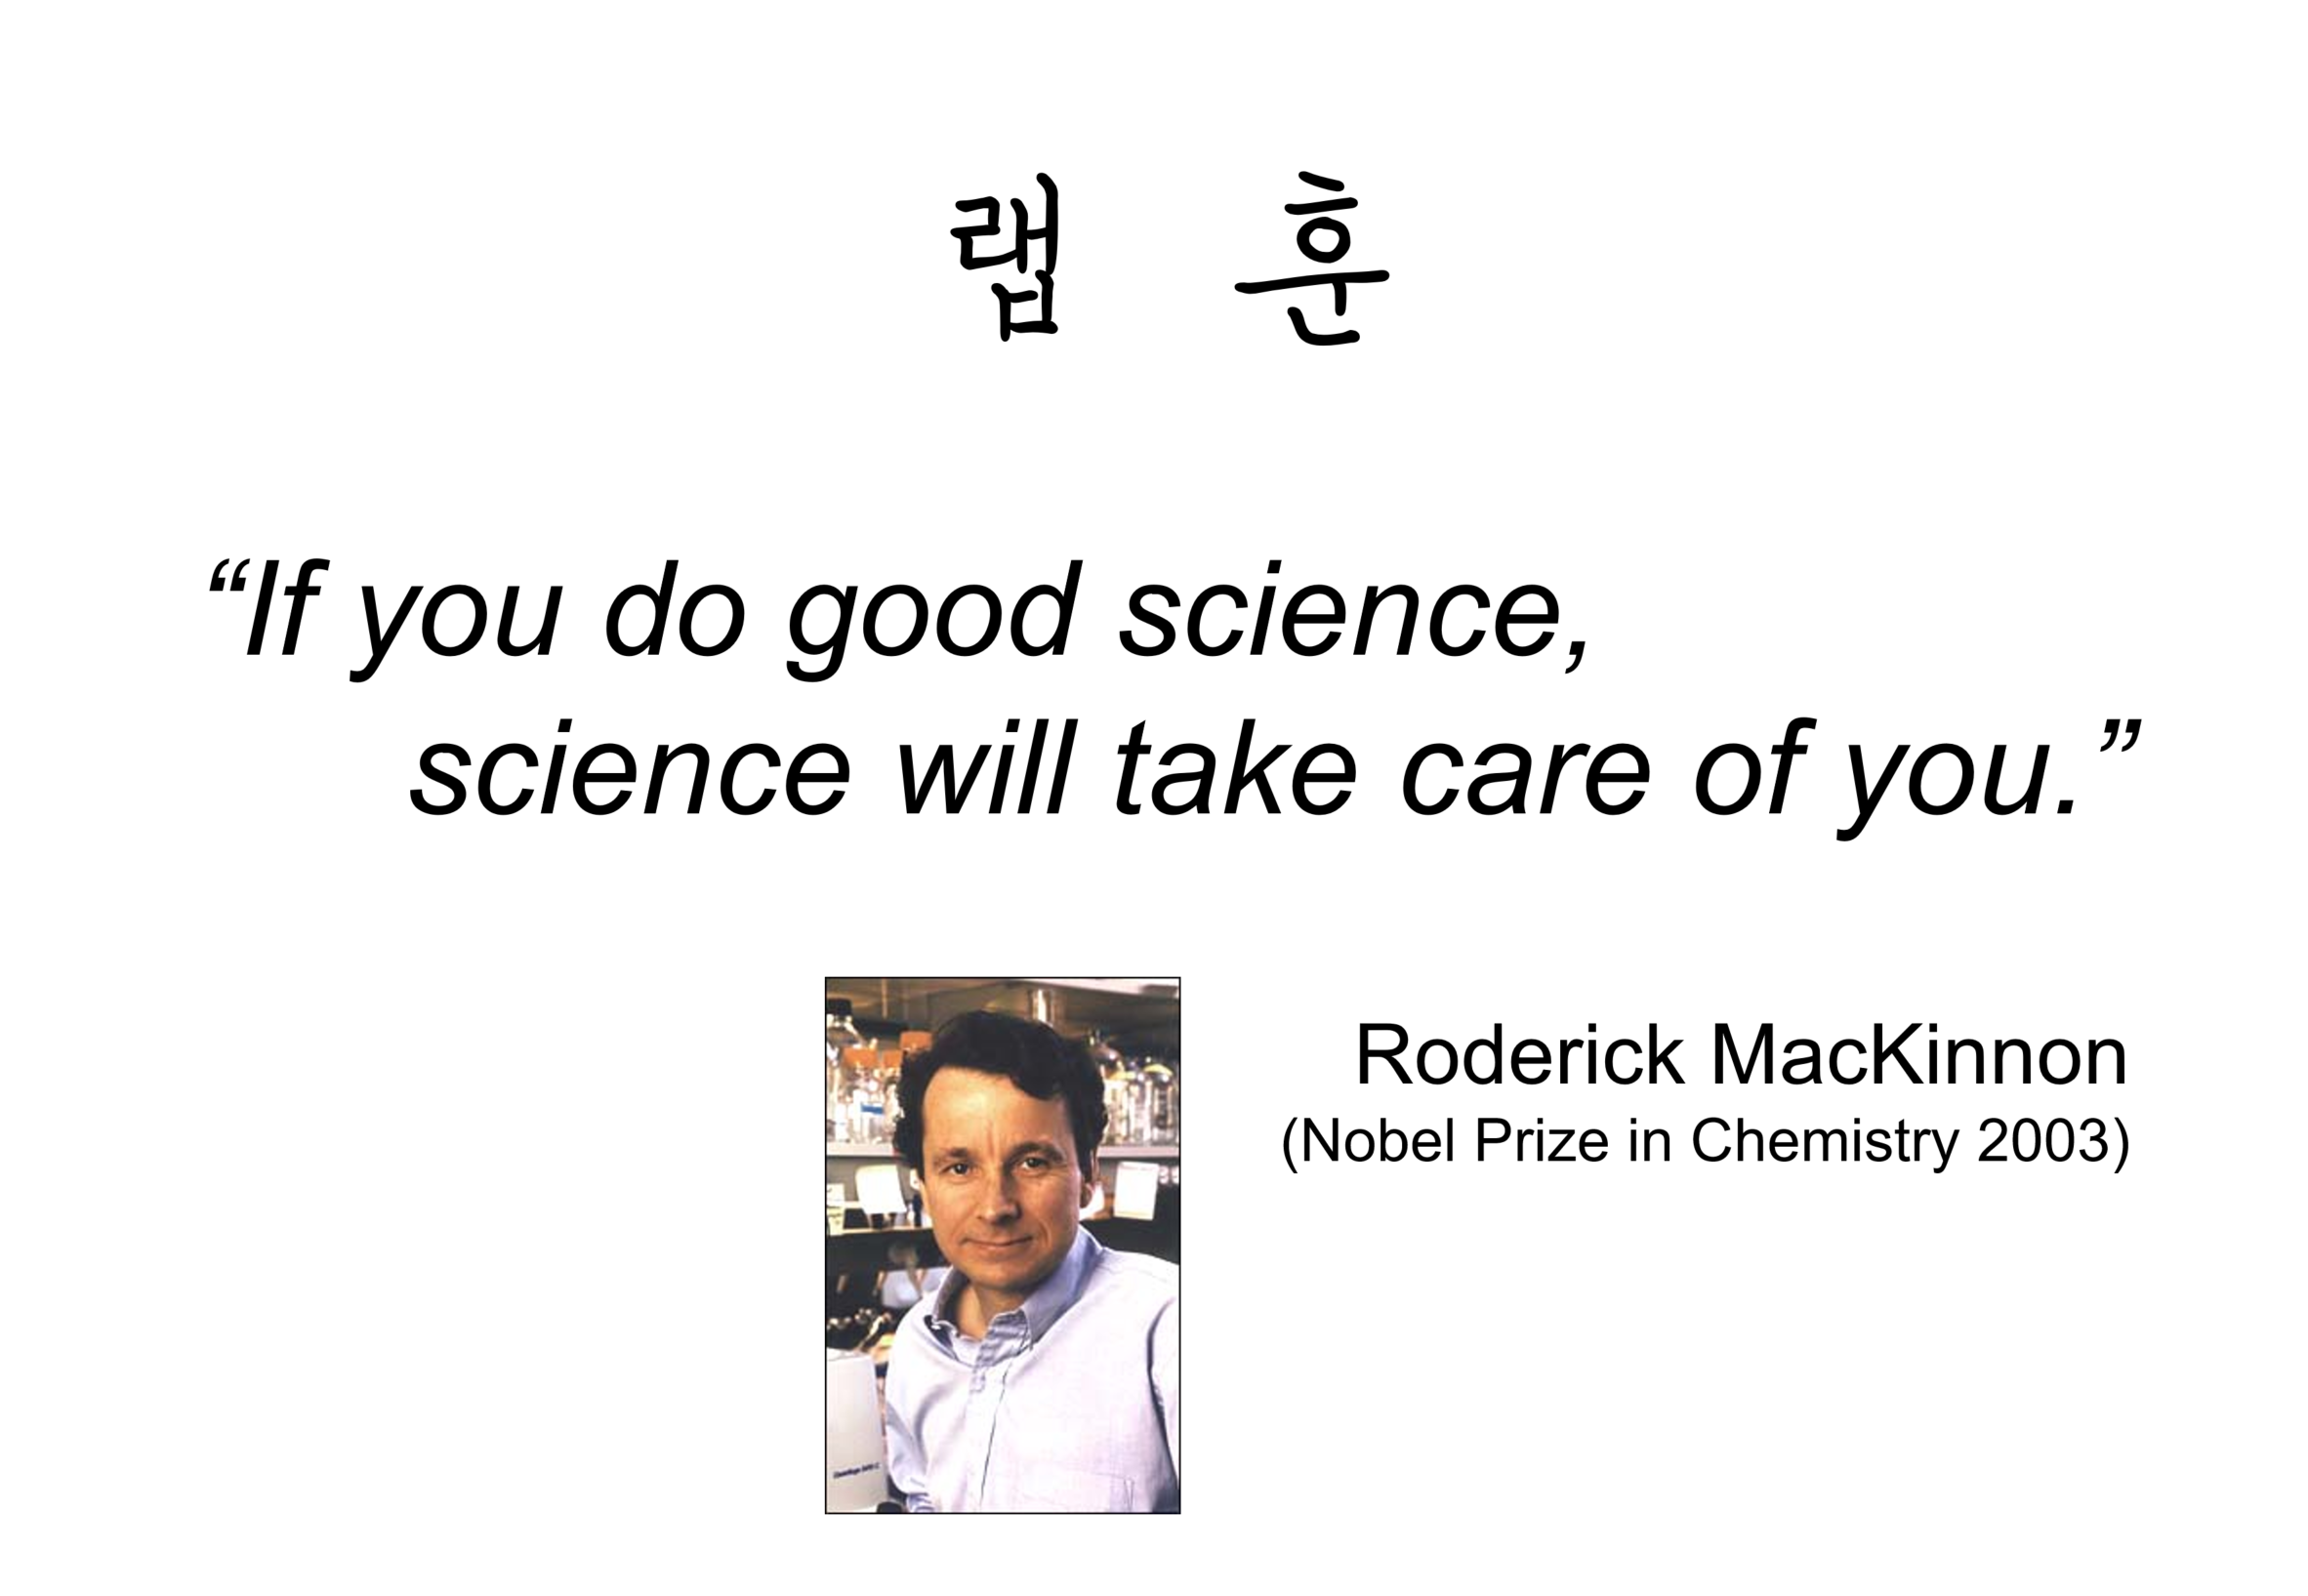 랩 훈
“If you do good science,
science will take care of you.”
Roderick MacKinnon
(Nobel Prize in Chemistry 2003)